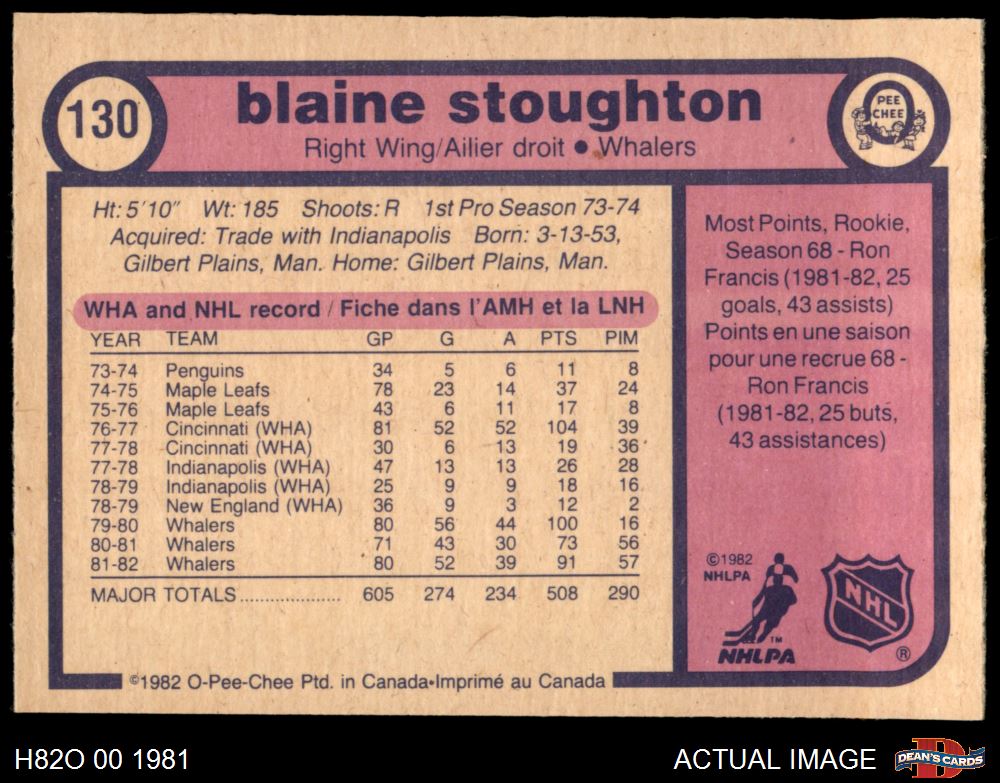 130
blaine stoughton
Right Wing/Ailier droit • Whalers
PEE
CHEE
Ht: 5'10" Wt: 185 Shoots: R 1st Pro Season 73-74
Acquired: Trade with Indianapolis Born: 3-13-53,
Gilbert Plains, Man. Home: Gilbert Plains, Man.
WHA and NHL record / Fiche dans l'AMH et la LNH
YEAR TEAM GP G A PTS PIM
73-74 Penguins 34 5 6 11 8
74-75 Maple Leafs 78 23 14 37 24
75-76 Maple Leafs 43 6 11 17 8
76-77 Cincinnati (WHA) 81 52 52 104 39
77-78 Cincinnati (WHA) 30 6 13 19 36
77-78 Indianapolis (WHA) 47 13 13 26 28
78-79 Indianapolis (WHA) 25 9 9 18 16
78-79 New England (WHA) 36 9 3 12 2
79-80 Whalers 80 56 44 100 16
80-81 Whalers 71 43 30 73 56
81-82 Whalers 80 52 39 91 57
MAJOR TOTALS.................... 605 274 234 508 290
Most Points, Rookie,
Season 68 - Ron
Francis (1981-82, 25
goals, 43 assists)
Points en une saison
pour une recrue 68 -
Ron Francis
(1981-82, 25 buts,
43 assistances)
©1982
NHLPA
TM
NHLPA
NHL
®
©1982 O-Pee-Chee Ptd. in Canada•Imprimé au Canada
H82O 00 1981
ACTUAL IMAGE
D
DEAN'S CARDS